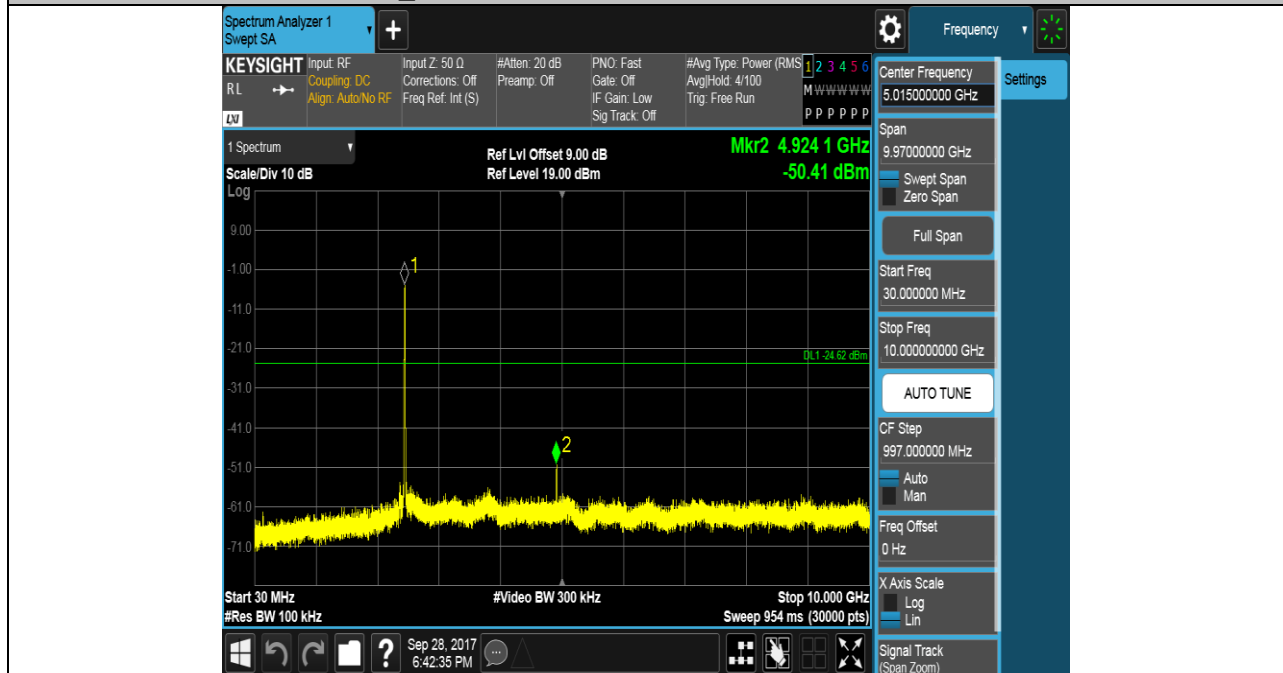 Spectrum Analyzer 1
Swept SA
+
Frequency
KEYSIGHT Input: RF Input Z: 50 Ω #Atten: 20 dB PNO: Fast #Avg Type: Power (RMS 1 2 3 4 5 6
RL Coupling: DC Corrections: Off Preamp: Off Gate: Off Avg|Hold: 4/100 M W W W W W
Align: Auto/No RF Freq Ref: Int (S) IF Gain: Low Trig: Free Run
LXI Sig Track: Off P P P P P P
1 Spectrum
Scale/Div 10 dB
Ref Lvl Offset 9.00 dB
Ref Level 19.00 dBm
Mkr2 4.924 1 GHz
-50.41 dBm
Log
9.00
1
-1.00
-11.0
-21.0
DL1 -24.62 dBm
-31.0
-41.0
2
-51.0
-61.0
-71.0
Start 30 MHz #Video BW 300 kHz Stop 10.000 GHz
#Res BW 100 kHz Sweep 954 ms (30000 pts)
? Sep 28, 2017
6:42:35 PM
Center Frequency
5.015000000 GHz
Settings
Span
9.97000000 GHz
Swept Span
Zero Span
Full Span
Start Freq
30.000000 MHz
Stop Freq
10.000000000 GHz
AUTO TUNE
CF Step
997.000000 MHz
Auto
Man
Freq Offset
0 Hz
X Axis Scale
Log
Lin
Signal Track
(Span Zoom)